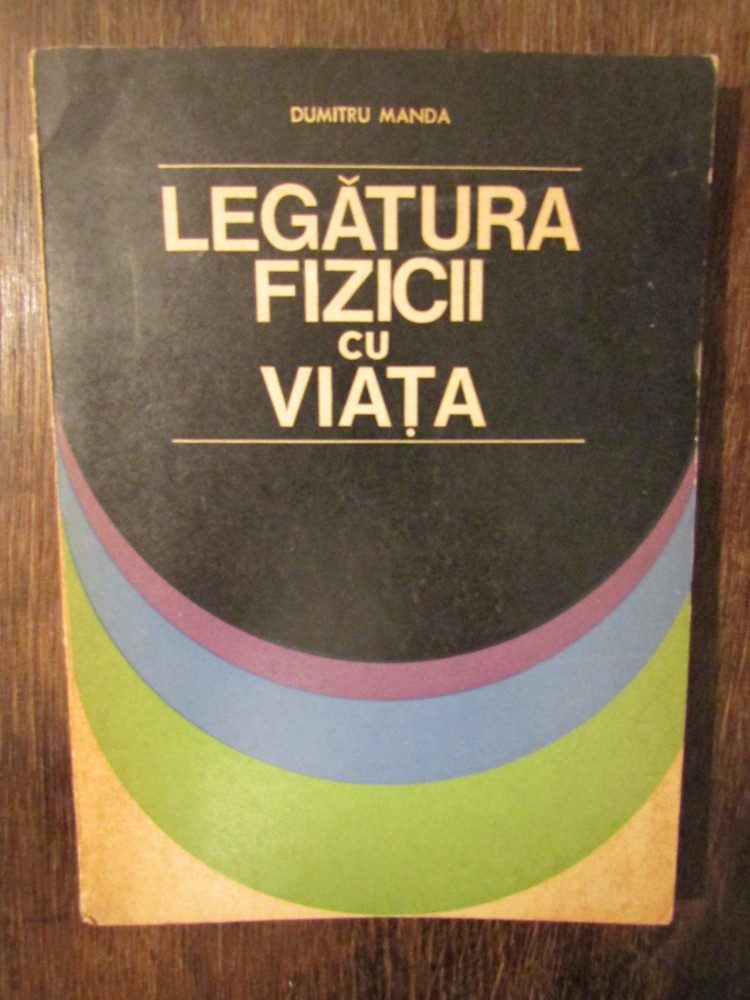 DUMITRU MANDA
LEGĂTURA
FIZICII
CU
VIAȚA